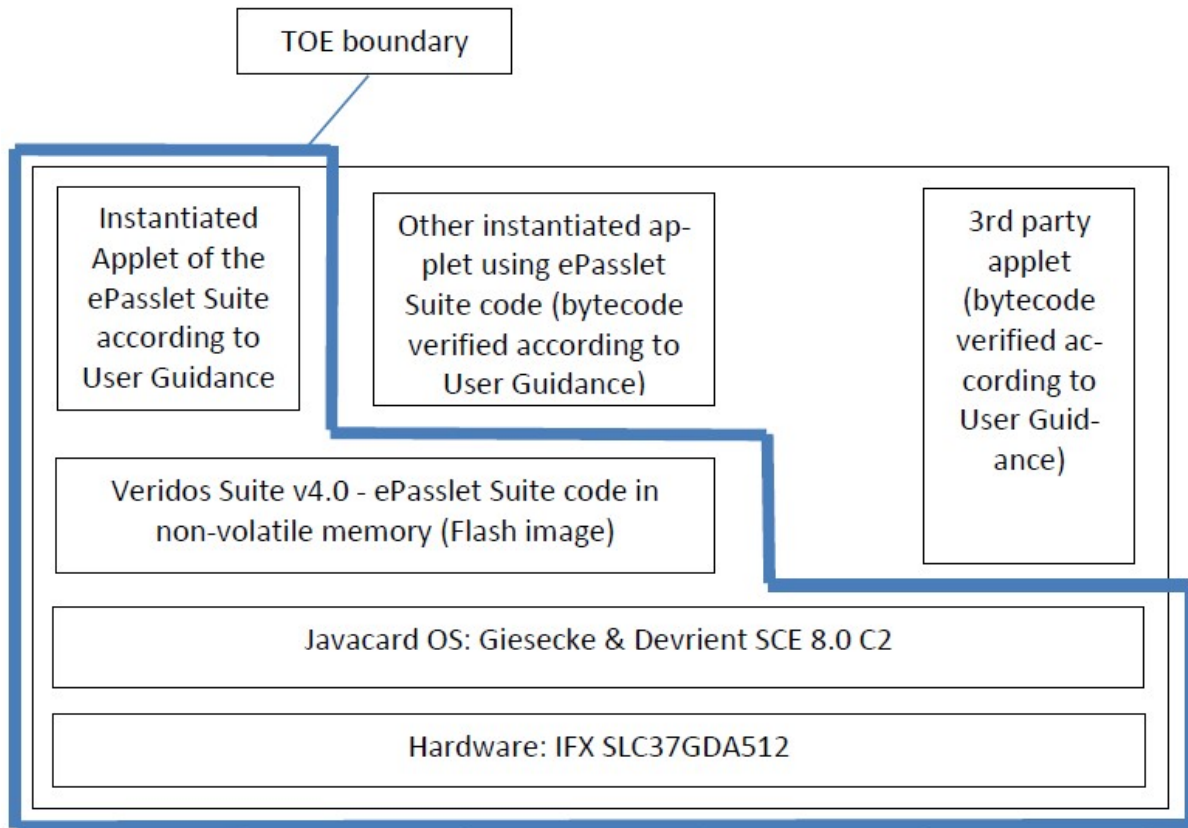 TOE boundary
Instantiated
Applet of the
ePasslet Suite
according to
User Guidance
Other instantiated ap-
plet using ePasslet
Suite code (bytecode
verified according to
User Guidance)
3rd party
applet
(bytecode
verified ac-
cording to
User Guid-
ance)
Veridos Suite v4.0 - ePasslet Suite code in
non-volatile memory (Flash image)
Javacard OS: Giesecke & Devrient SCE 8.0 C2
Hardware: IFX SLC37GDA512